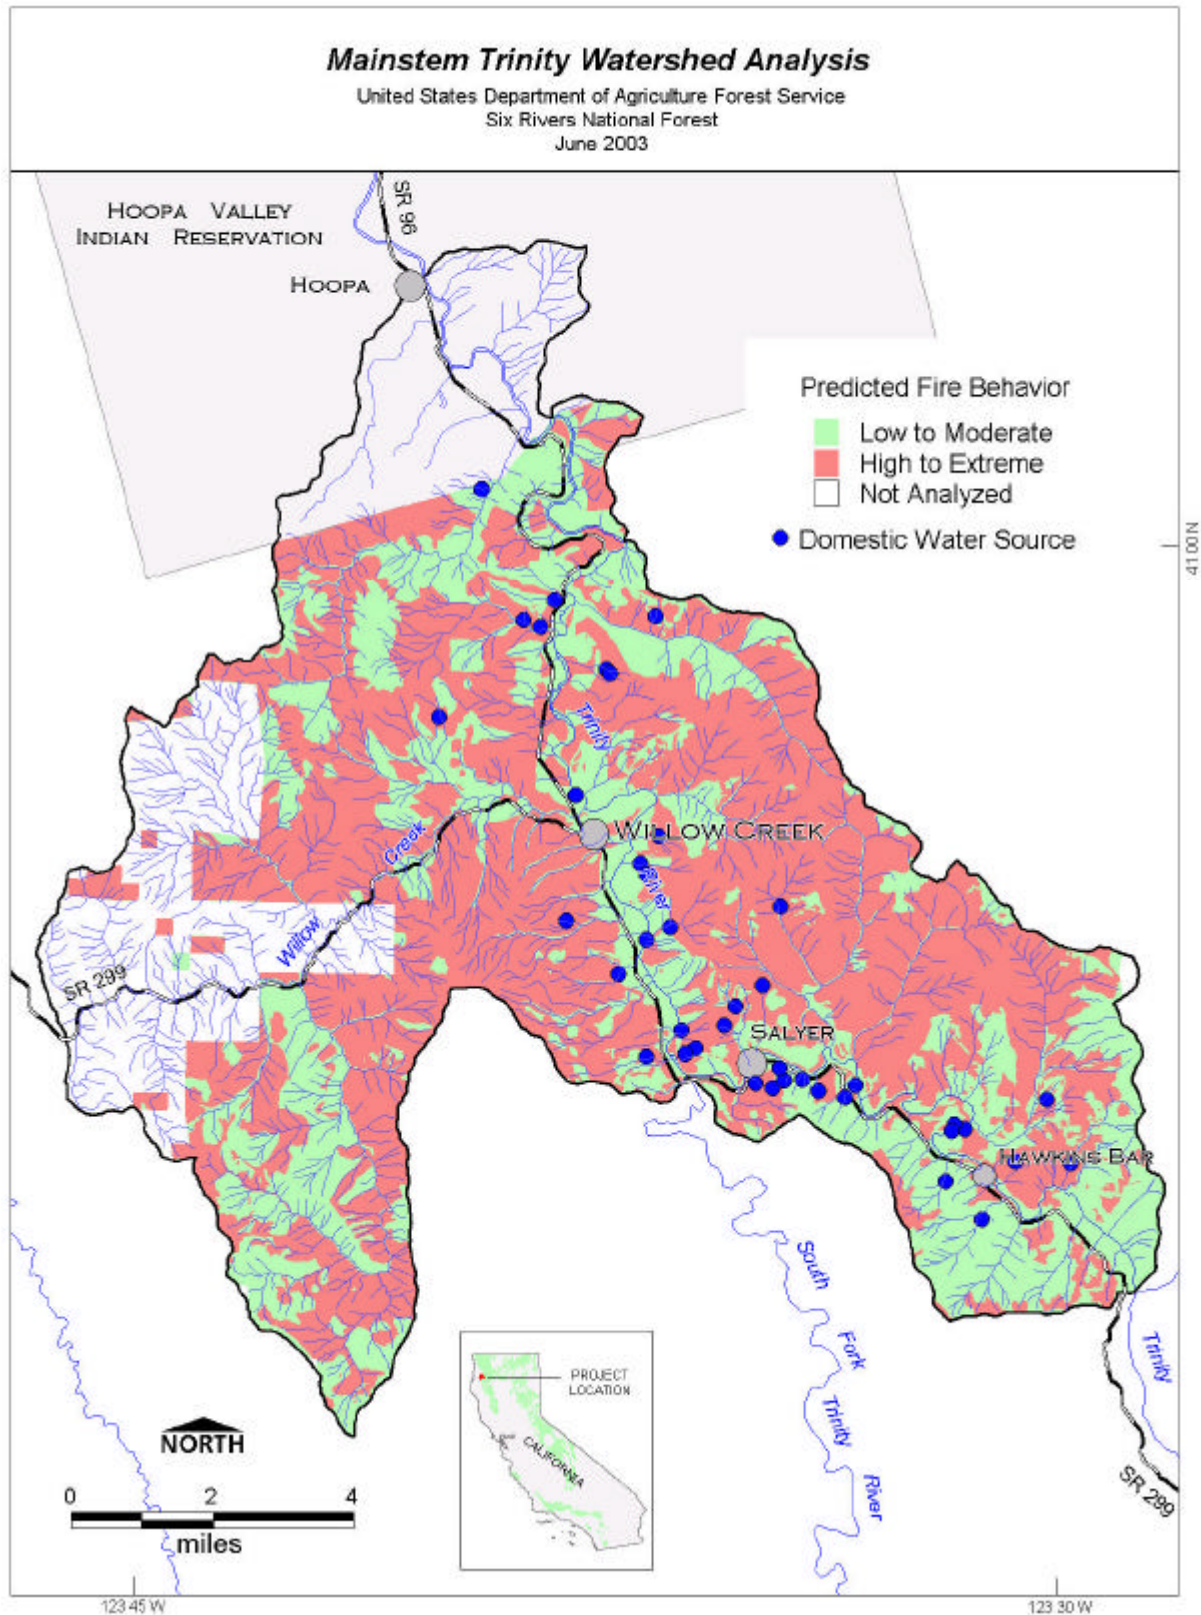 Mainstem Trinity Watershed Analysis
United States Department of Agriculture Forest Service
Six Rivers National Forest
June 2003
SR 96
HOOPA VALLEY
INDIAN RESERVATION
HOOPA
Predicted Fire Behavior
Low to Moderate
High to Extreme
Not Analyzed
Domestic Water Source
41 00 N
Trinity
River
WILLOW CREEK
Willow
Creek
SR 299
SALYER
HAWKINS BAR
South
Fork
Trinity
River
Trinity
SR 299
PROJECT
LOCATION
CALIFORNIA
NORTH
0 2 4
miles
123 45 W
123 30 W